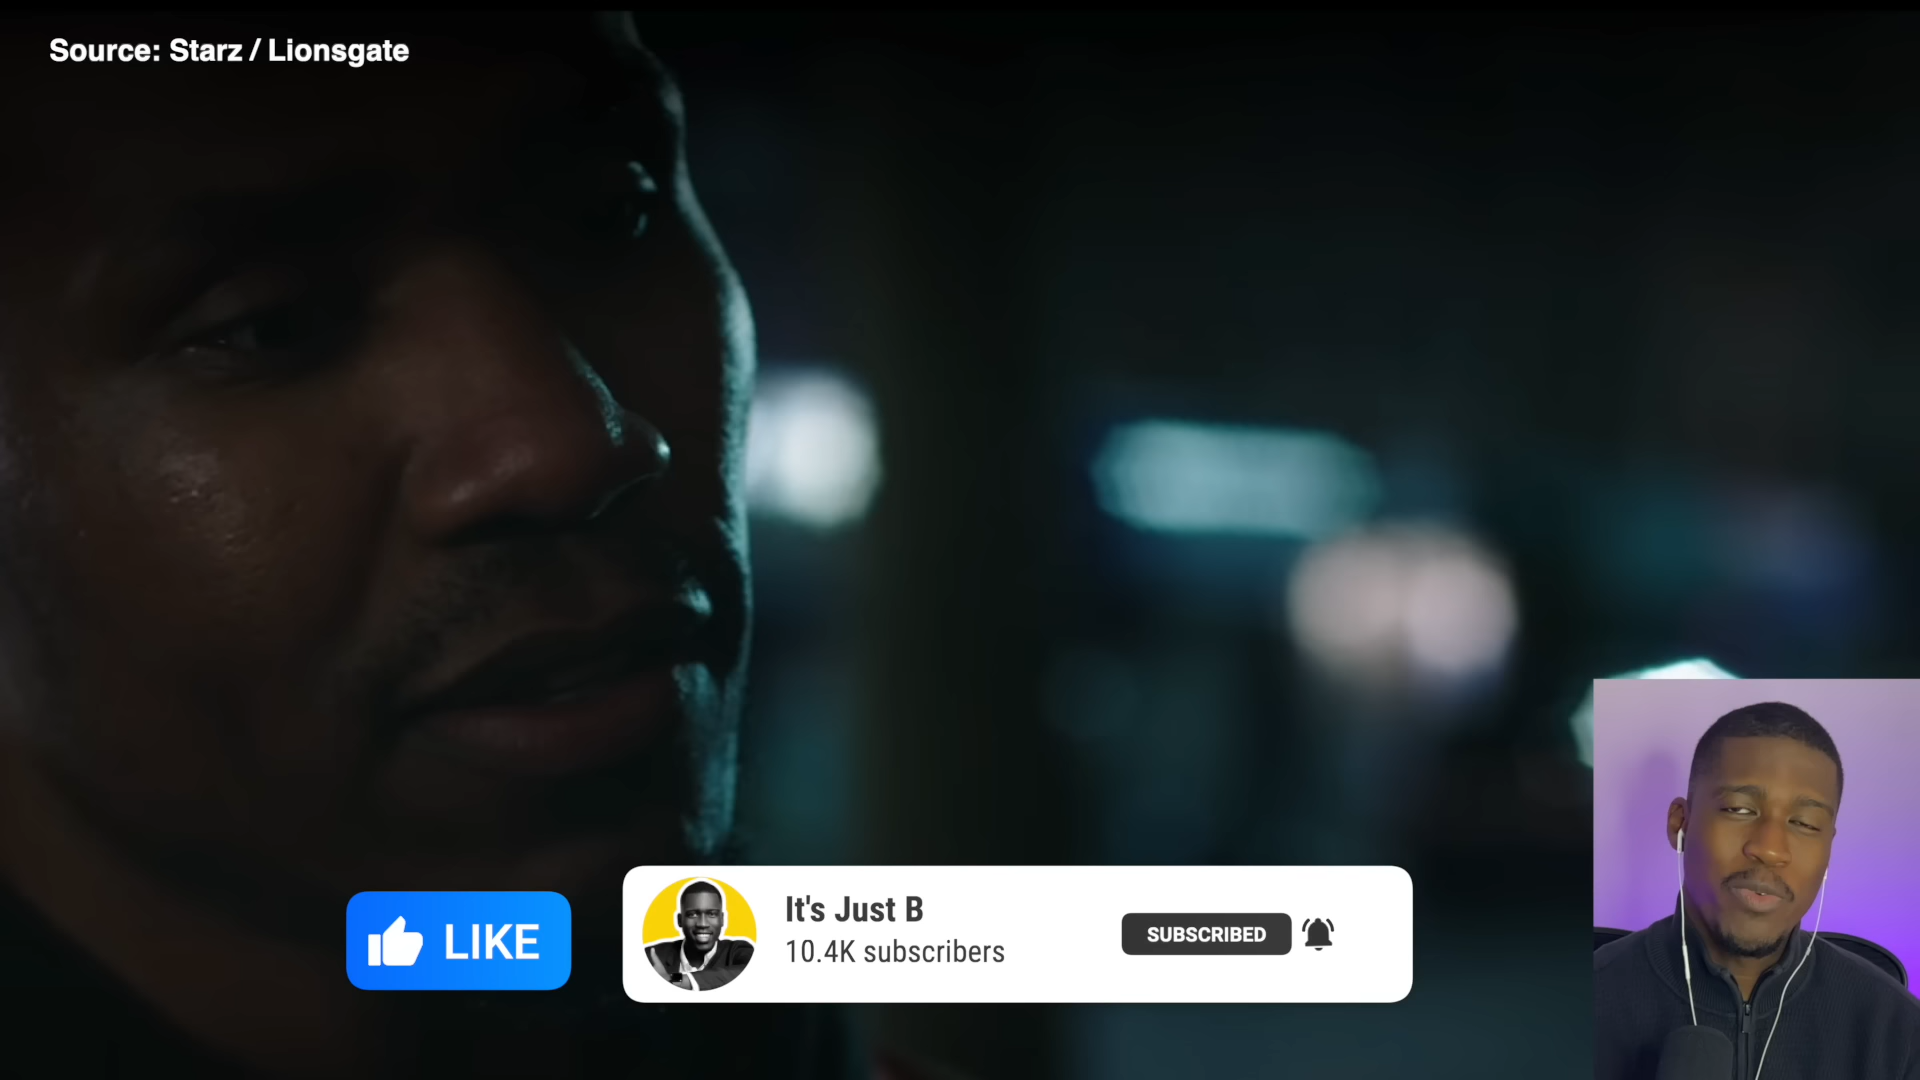 Source: Starz / Lionsgate
LIKE
It's Just B
10.4K subscribers
SUBSCRIBED